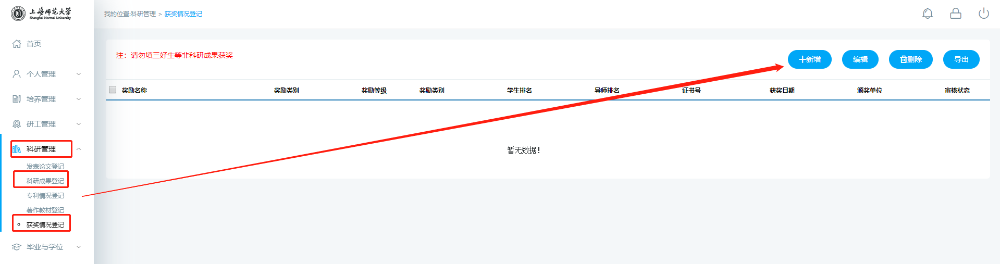 上海师范大学
Shanghai Normal University
我的位置:科研管理 > 获奖情况登记
首页
个人管理
培养管理
研工管理
科研管理
发表论文登记
科研成果登记
专利情况登记
著作教材登记
获奖情况登记
毕业与学位
注：请勿填三好生等非科研成果获奖
新增 编辑 删除 导出
奖励名称 奖励类别 奖励等级 奖励类别 学生排名 导师排名 证书号 获奖日期 颁奖单位 审核状态
暂无数据！